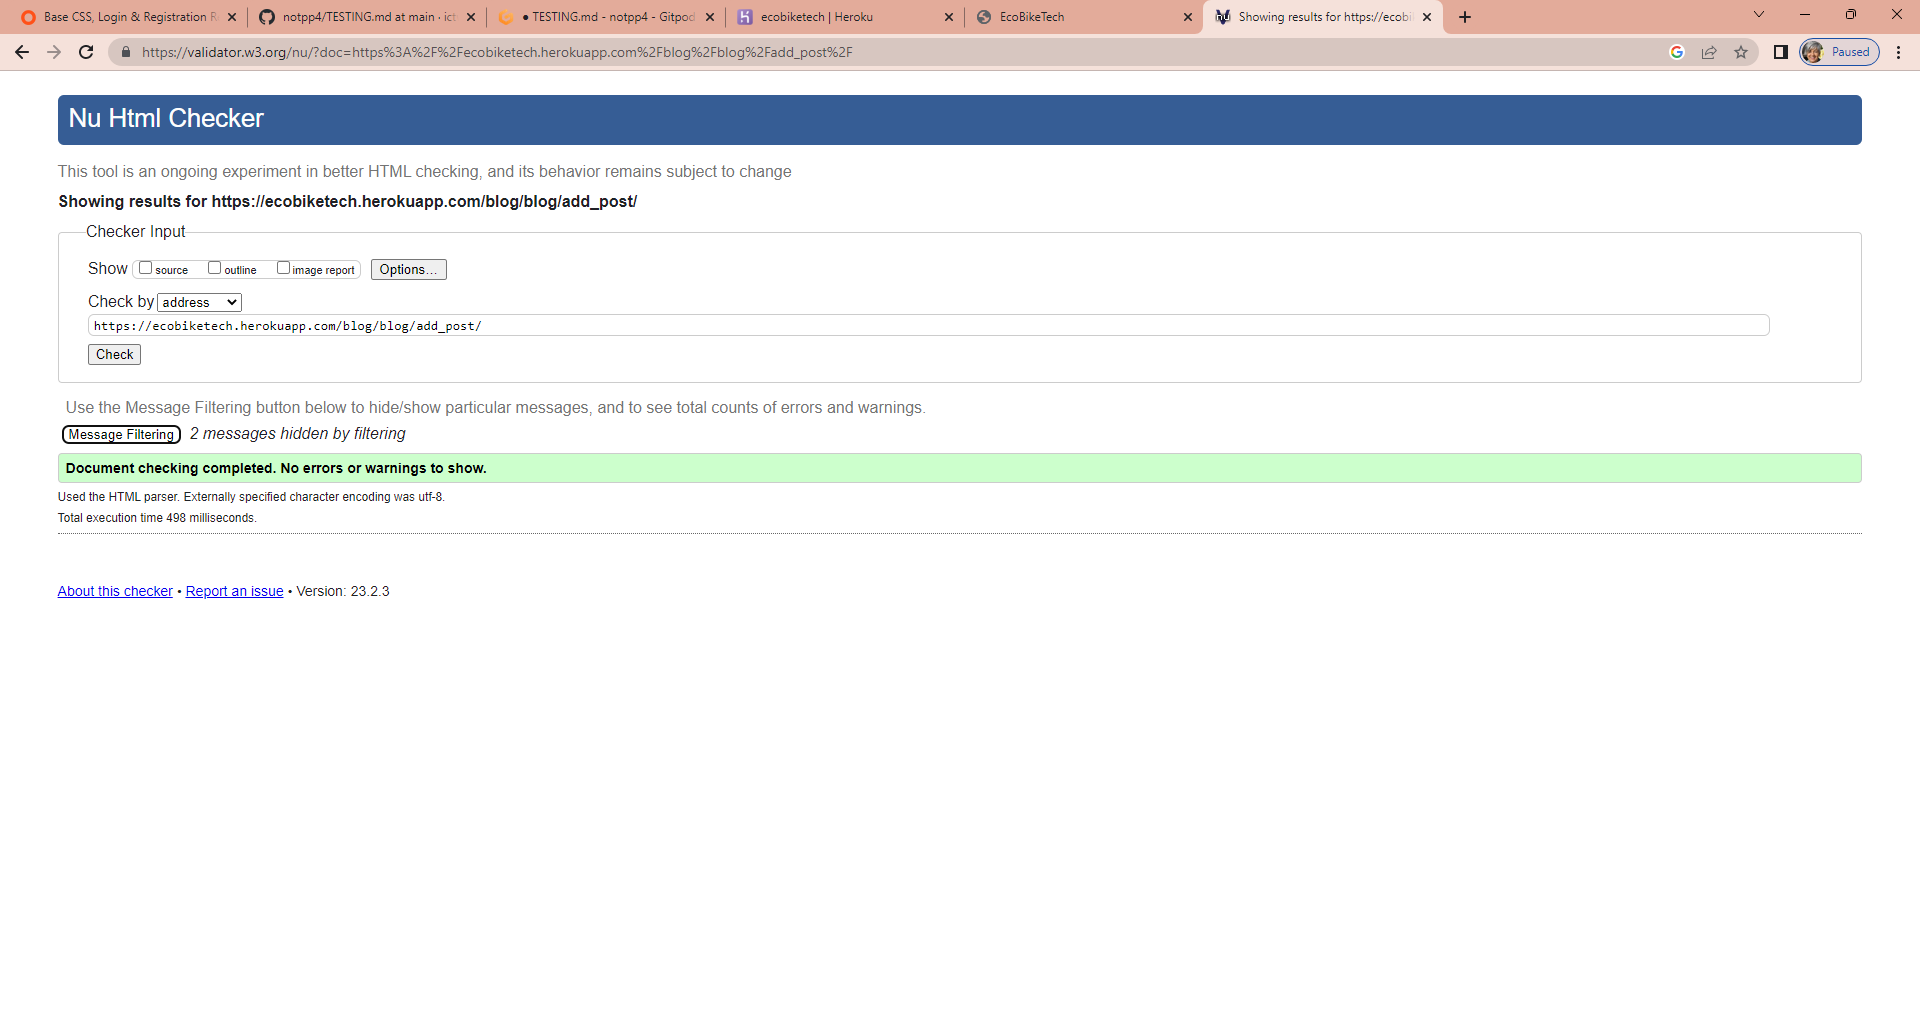 Base CSS, Login & Registration R
notpp4/TESTING.md at main · ict
● TESTING.md - notpp4 - Gitpod
ecobiketech | Heroku
EcoBikeTech
Showing results for https://ecobi
https://validator.w3.org/nu/?doc=https%3A%2F%2Fecobiketech.herokuapp.com%2Fblog%2Fblog%2Fadd_post%2F
Paused
Nu Html Checker
This tool is an ongoing experiment in better HTML checking, and its behavior remains subject to change
Showing results for https://ecobiketech.herokuapp.com/blog/blog/add_post/
Checker Input
Show source outline image report Options...
Check by address
https://ecobiketech.herokuapp.com/blog/blog/add_post/
Check
Use the Message Filtering button below to hide/show particular messages, and to see total counts of errors and warnings.
Message Filtering 2 messages hidden by filtering
Document checking completed. No errors or warnings to show.
Used the HTML parser. Externally specified character encoding was utf-8.
Total execution time 498 milliseconds.
About this checker • Report an issue • Version: 23.2.3